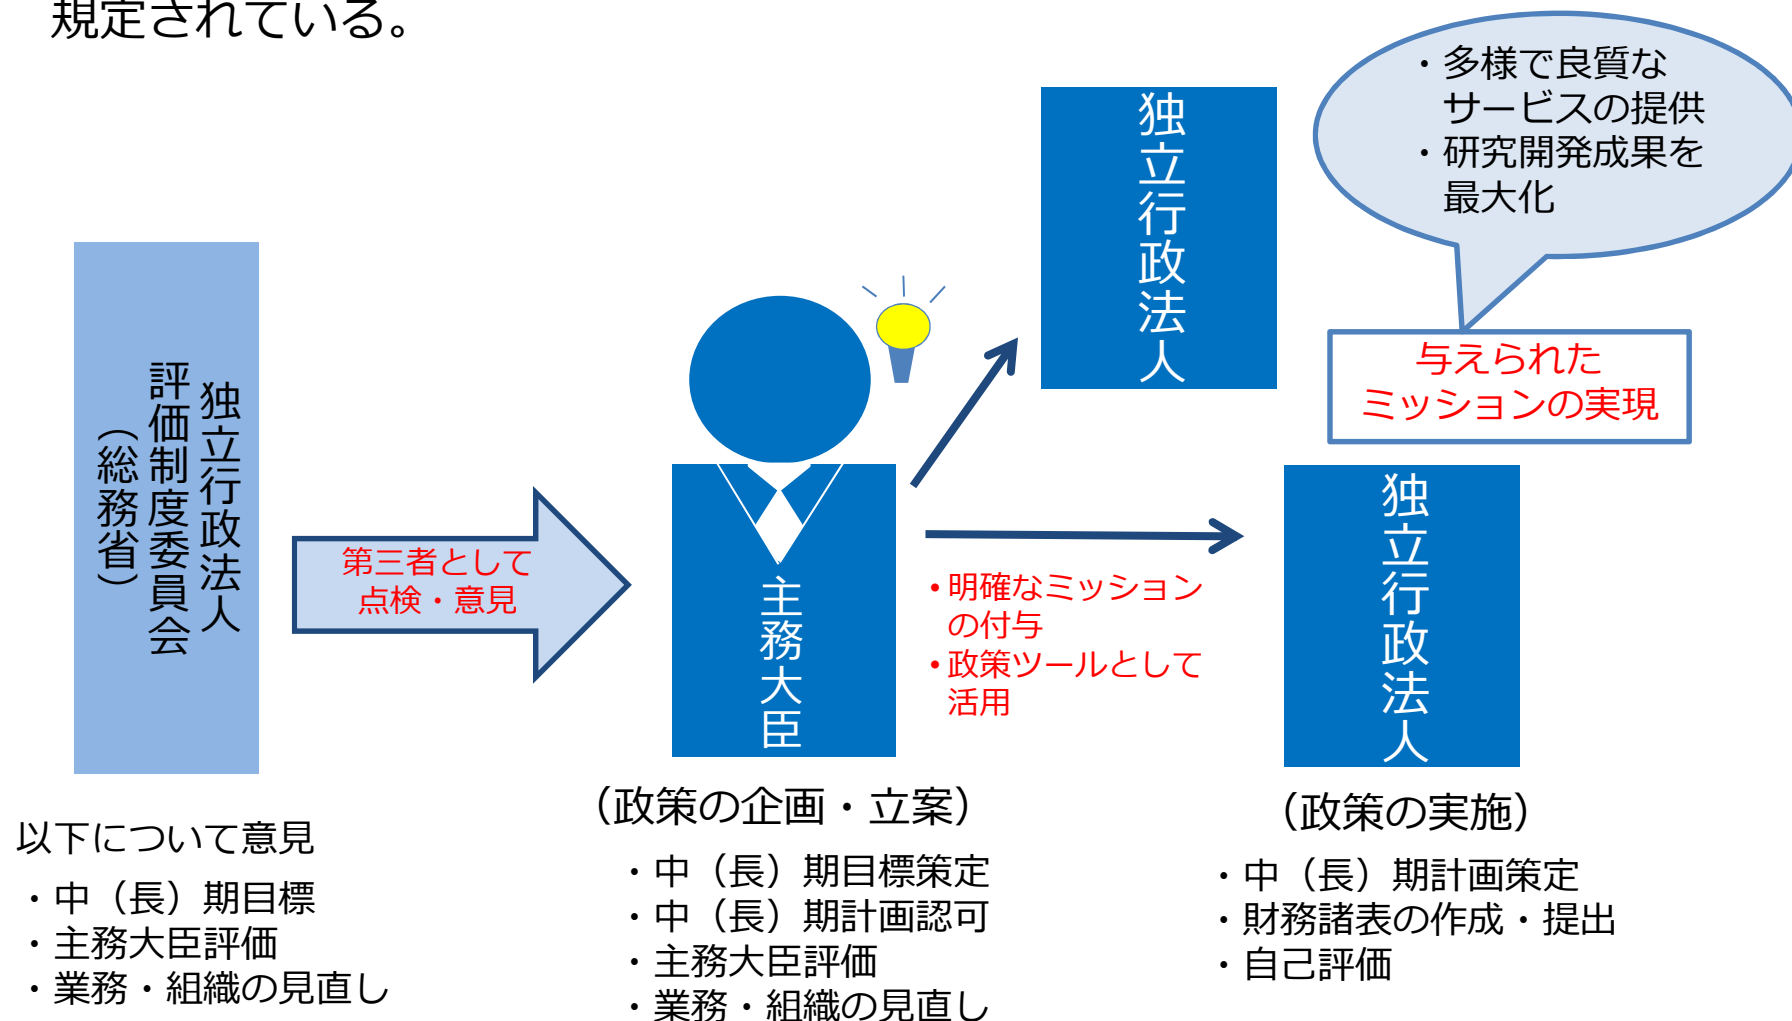 規定されている。
・多様で良質な
サービスの提供
・研究開発成果を
最大化
独立行政法人
与えられた
ミッションの実現
独立行政法人
評価制度委員会
（総務省）
第三者として
点検・意見
主務大臣
•明確なミッション
の付与
•政策ツールとして
活用
独立行政法人
以下について意見
・中（長）期目標
・主務大臣評価
・業務・組織の見直し
（政策の企画・立案）
・中（長）期目標策定
・中（長）期計画認可
・主務大臣評価
・業務・組織の見直し
（政策の実施）
・中（長）期計画策定
・財務諸表の作成・提出
・自己評価